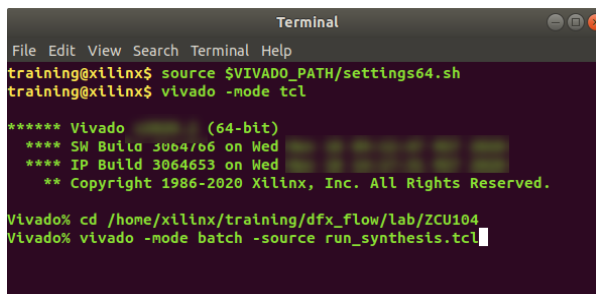 Terminal
File Edit View Search Terminal Help
training@xilinx$ source $VIVADO_PATH/settings64.sh
training@xilinx$ vivado -mode tcl
****** Vivado (64-bit)
**** SW Build 3064766 on Wed
**** IP Build 3064653 on Wed
** Copyright 1986-2020 Xilinx, Inc. All Rights Reserved.
Vivado% cd /home/xilinx/training/dfx_flow/lab/ZCU104
Vivado% vivado -mode batch -source run_synthesis.tcl